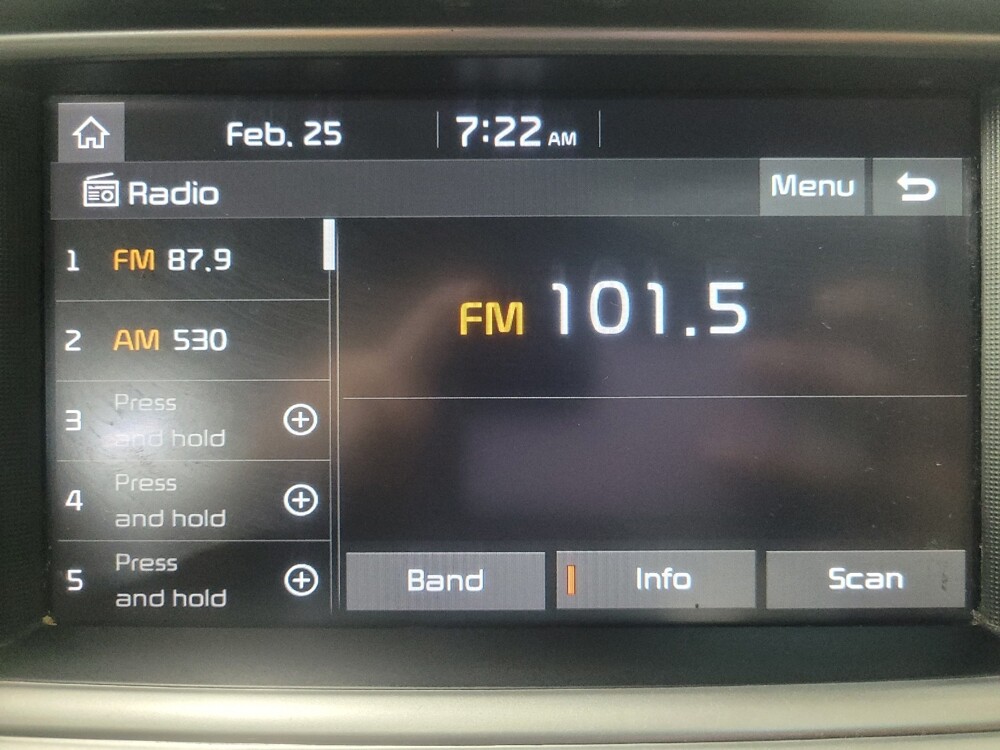 Feb. 25 7:22 AM
Radio Menu
1 FM 87.9
2 AM 530
3 Press
and hold
4 Press
and hold
5 Press
and hold
FM 101.5
Band Info Scan